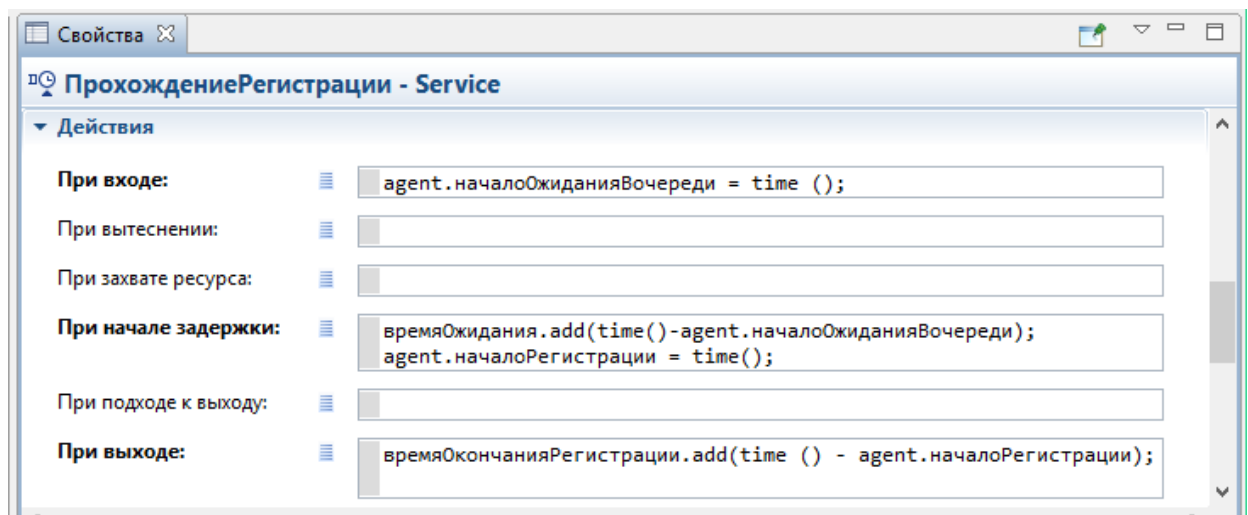 Свойства
ПрохождениеРегистрации - Service
Действия
При входе:
agent.началоОжиданияВочереди = time ();
При вытеснении:
При захвате ресурса:
При начале задержки:
времяОжидания.add(time()-agent.началоОжиданияВочереди);
agent.началоРегистрации = time();
При подходе к выходу:
При выходе:
времяОкончанияРегистрации.add(time () - agent.началоРегистрации);